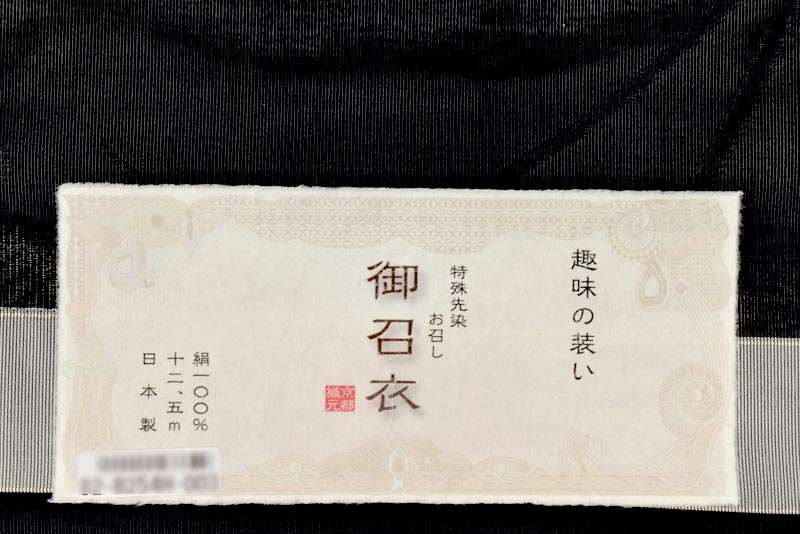 趣味の装い
特殊先染
お召し
御召衣
京都
織元
絹一〇〇%
十二、五m
日本製